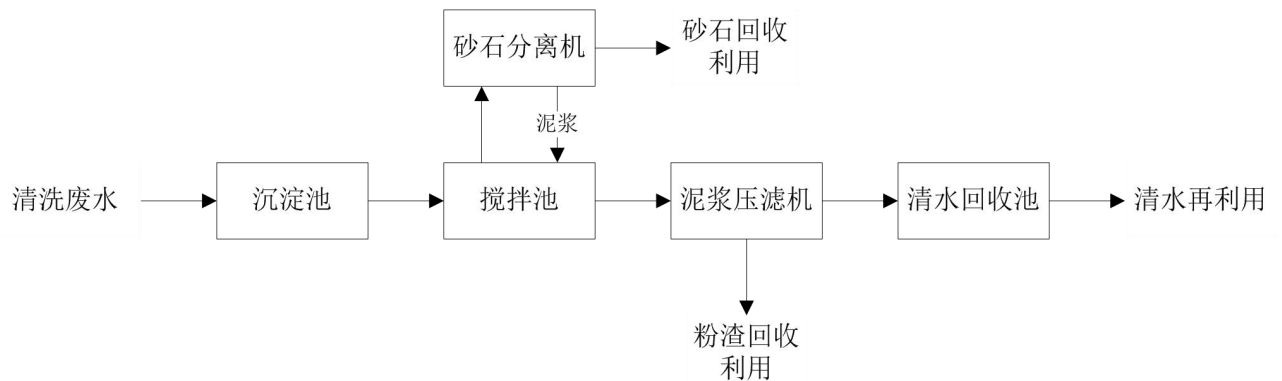 砂石分离机
砂石回收
利用
泥浆
清洗废水
沉淀池
搅拌池
泥浆压滤机
清水回收池
清水再利用
粉渣回收
利用